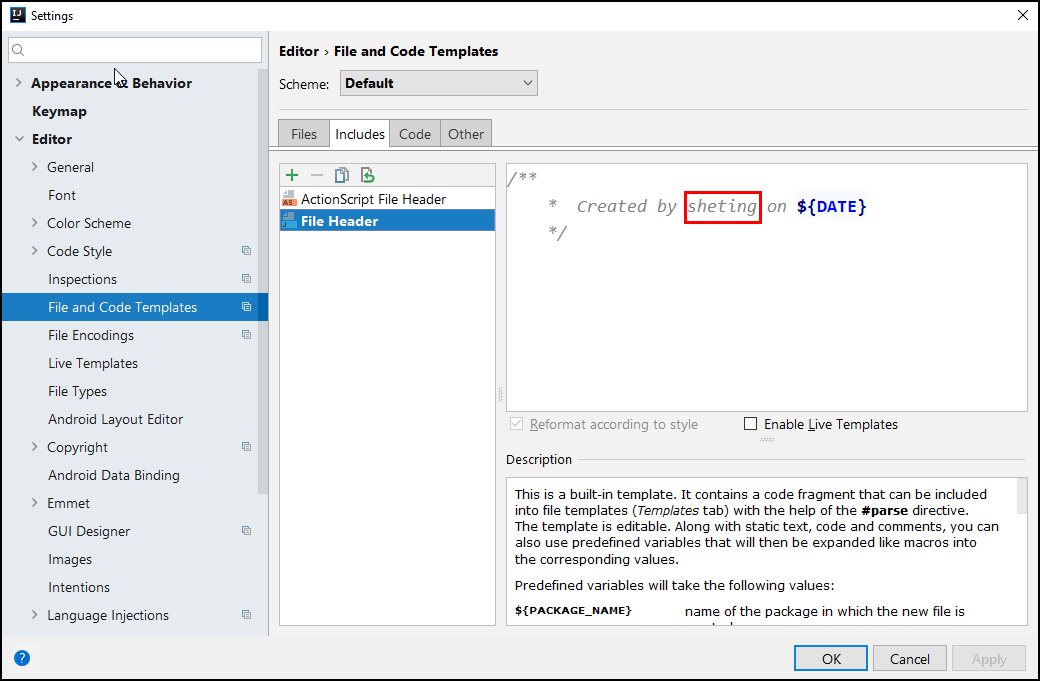 Settings
Appearance & Behavior
Keymap
Editor
General
Font
Color Scheme
Code Style
Inspections
File and Code Templates
File Encodings
Live Templates
File Types
Android Layout Editor
Copyright
Android Data Binding
Emmet
GUI Designer
Images
Intentions
Language Injections
Editor › File and Code Templates
Scheme: Default
Files Includes Code Other
ActionScript File Header
File Header
/**
* Created by sheting on ${DATE}
*/
Reformat according to style
Enable Live Templates
Description
This is a built-in template. It contains a code fragment that can be included
into file templates (Templates tab) with the help of the #parse directive.
The template is editable. Along with static text, code and comments, you can
also use predefined variables that will then be expanded like macros into
the corresponding values.
Predefined variables will take the following values:
${PACKAGE_NAME} name of the package in which the new file is
OK Cancel Apply